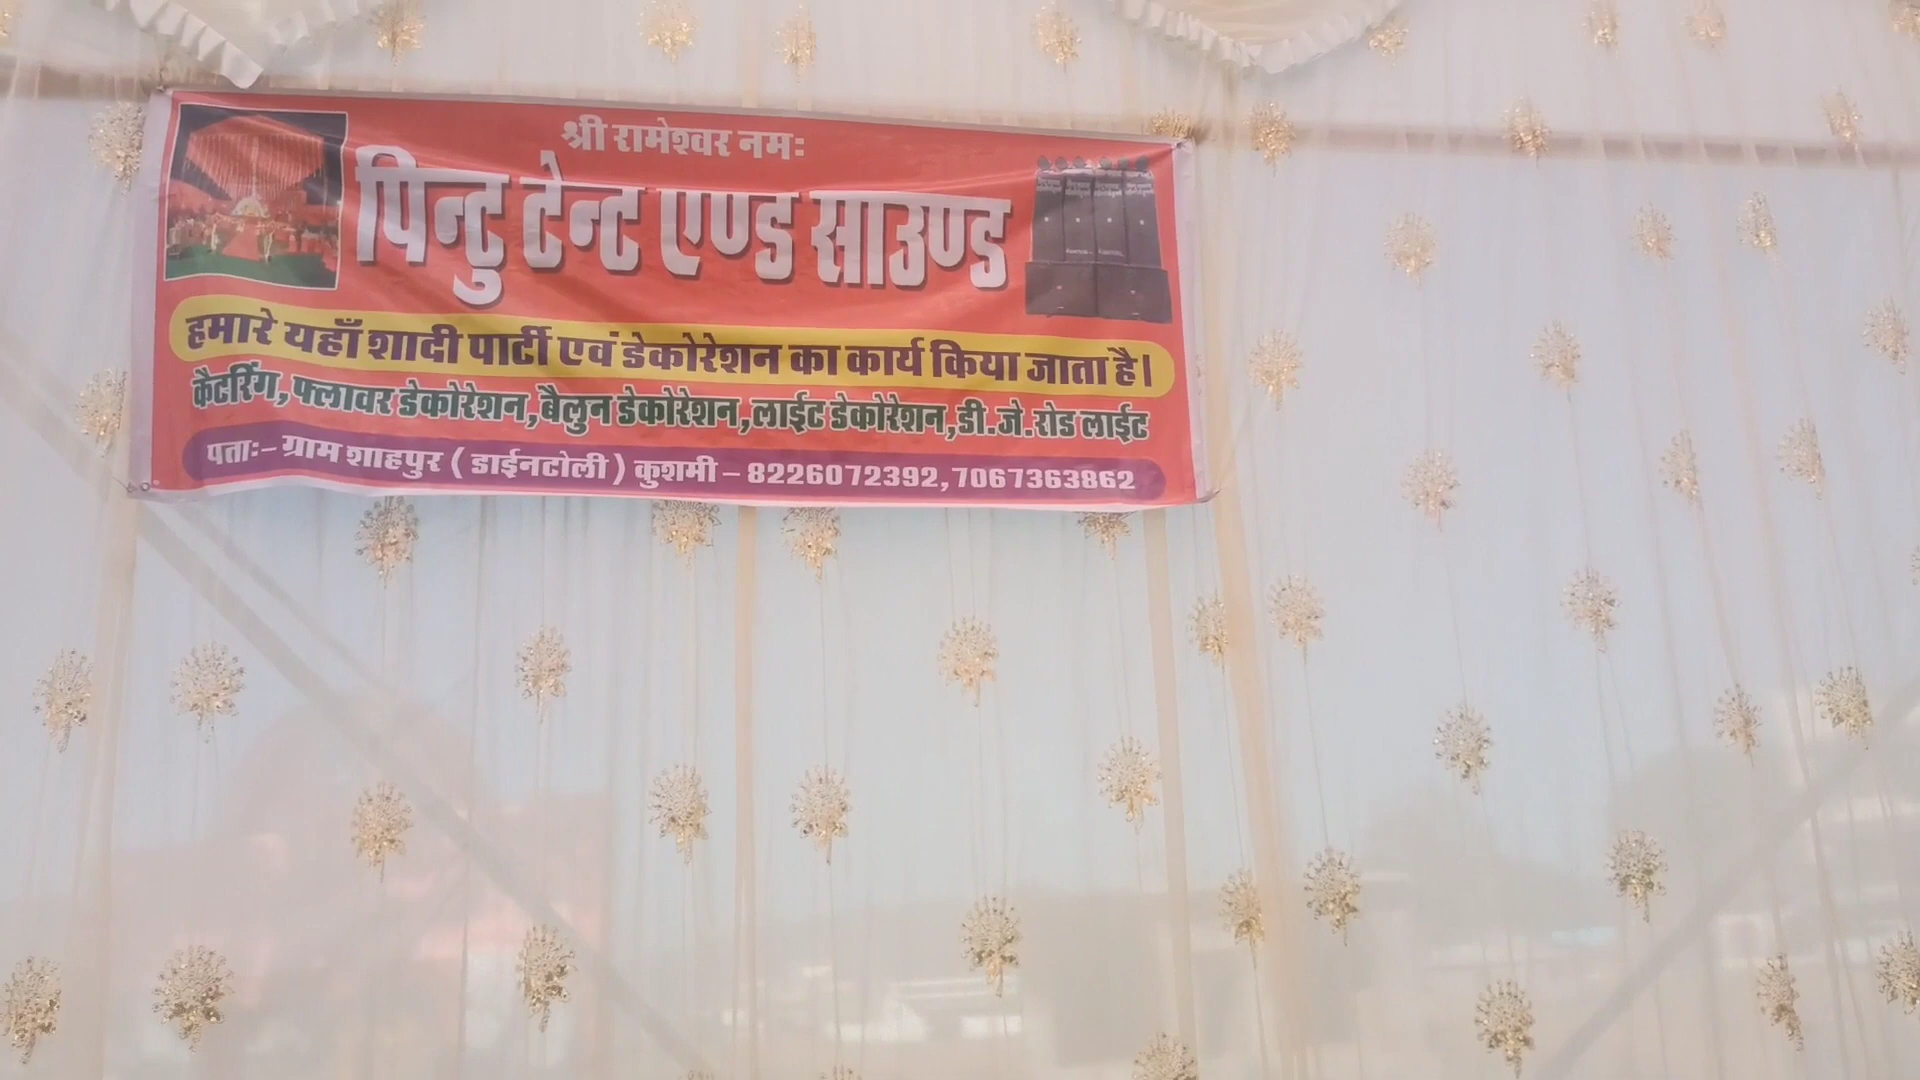 श्री रामेश्वर नमः
पिन्टु टेन्ट एण्ड साउण्ड
हमारे यहाँ शादी पार्टी एवं डेकोरेशन का कार्य किया जाता है।
कैटरिंग, फ्लावर डेकोरेशन, बैलुन डेकोरेशन, लाईट डेकोरेशन, डी.जे. रोड लाईट
पताः- ग्राम शाहपुर ( डाईनटोली ) कुशमी - 8226072392, 7067363862